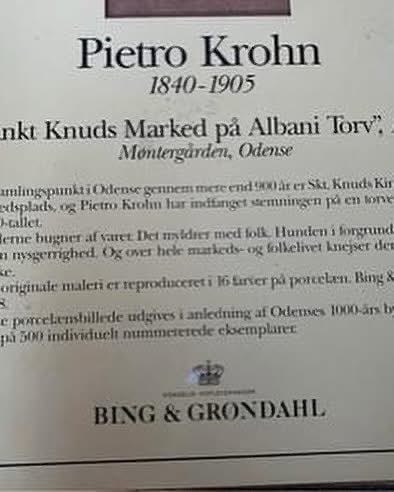 Pietro Krohn
1840-1905
nkt Knuds Marked på Albani Torv",
Møntergården, Odense
amlingspunkt i Odense gennem mere end 900 år er Skt. Knuds Kir
edsplads, og Pietro Krohn har indfanget stemningen på en torve
-tallet.
lerne bugner af varer. Det myldrer med folk. Hunden i forgrund
n nysgerrighed. Og over hele markeds- og folkelivet knejser der
ke.
originale maleri er reproduceret i 16 farver på porcelæn. Bing &
8.
e porcelænsbillede udgives i anledning af Odenses 1000-års by
på 500 individuelt nummererede eksemplarer.
BING & GRØNDAHL